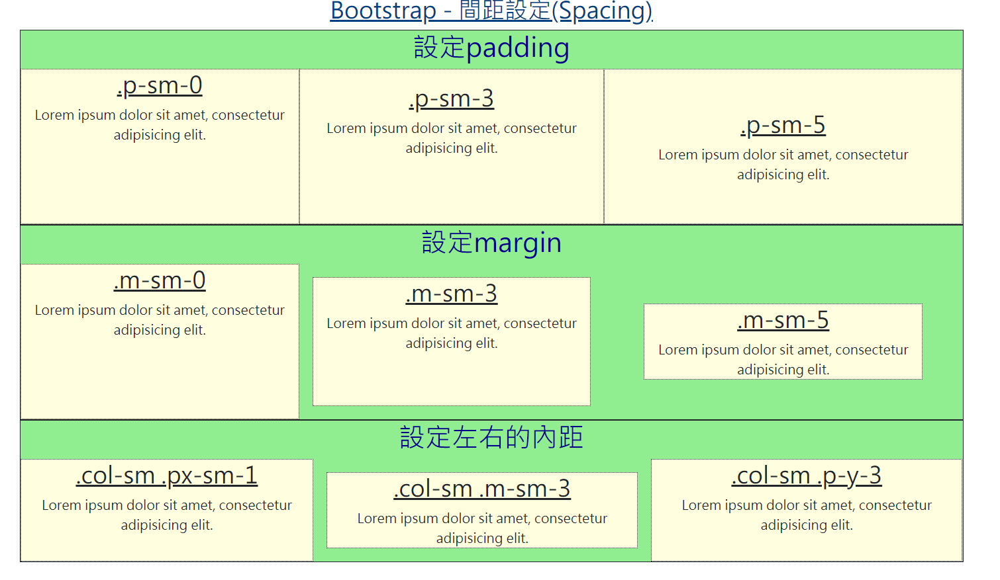 Bootstrap - 間距設定(Spacing)
設定padding
.p-sm-0
Lorem ipsum dolor sit amet, consectetur
adipisicing elit.
.p-sm-3
Lorem ipsum dolor sit amet, consectetur
adipisicing elit.
.p-sm-5
Lorem ipsum dolor sit amet, consectetur
adipisicing elit.
設定margin
.m-sm-0
Lorem ipsum dolor sit amet, consectetur
adipisicing elit.
.m-sm-3
Lorem ipsum dolor sit amet, consectetur
adipisicing elit.
.m-sm-5
Lorem ipsum dolor sit amet, consectetur
adipisicing elit.
設定左右的內距
.col-sm .px-sm-1
Lorem ipsum dolor sit amet, consectetur
adipisicing elit.
.col-sm .m-sm-3
Lorem ipsum dolor sit amet, consectetur
adipisicing elit.
.col-sm .p-y-3
Lorem ipsum dolor sit amet, consectetur
adipisicing elit.